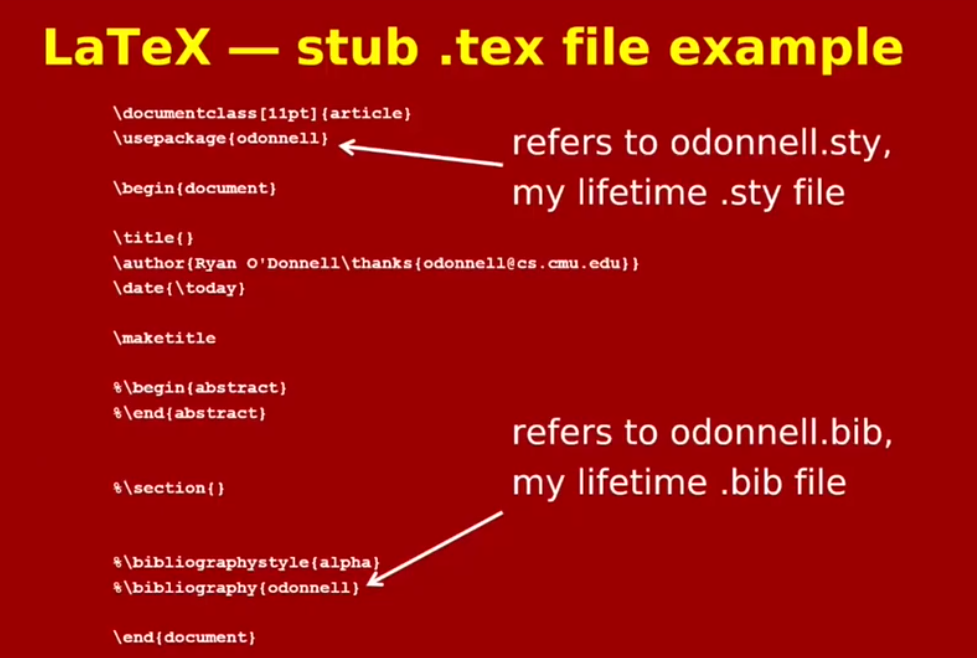 LaTeX — stub .tex file example
\documentclass[11pt]{article}
\usepackage{odonnell}
refers to odonnell.sty,
my lifetime .sty file
\begin{document}
\title{}
\author{Ryan O'Donnell\thanks{odonnell@cs.cmu.edu}}
\date{\today}
\maketitle
%\begin{abstract}
%\end{abstract}
refers to odonnell.bib,
my lifetime .bib file
%\section{}
%\bibliographystyle{alpha}
%\bibliography{odonnell}
\end{document}